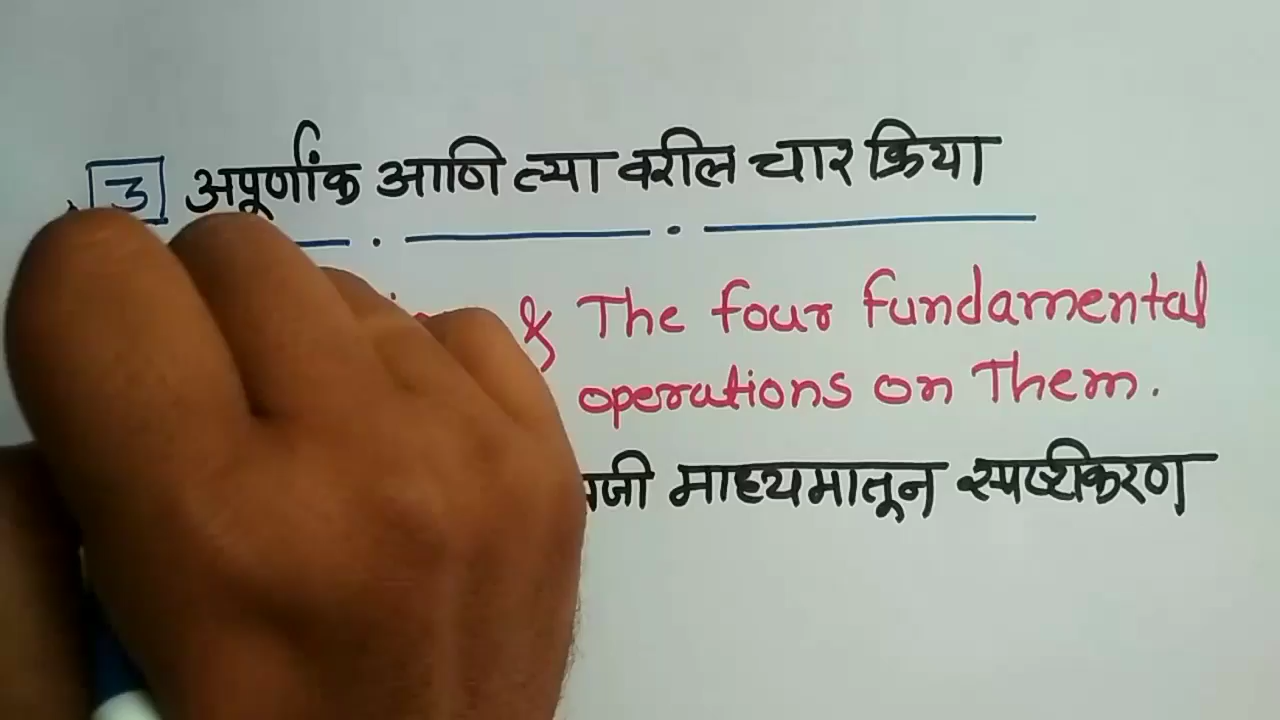 3 अपूर्णांक आणि त्या वरील चार क्रिया
& The four fundamental
operations on Them.
माध्यमातून स्पष्टीकरण